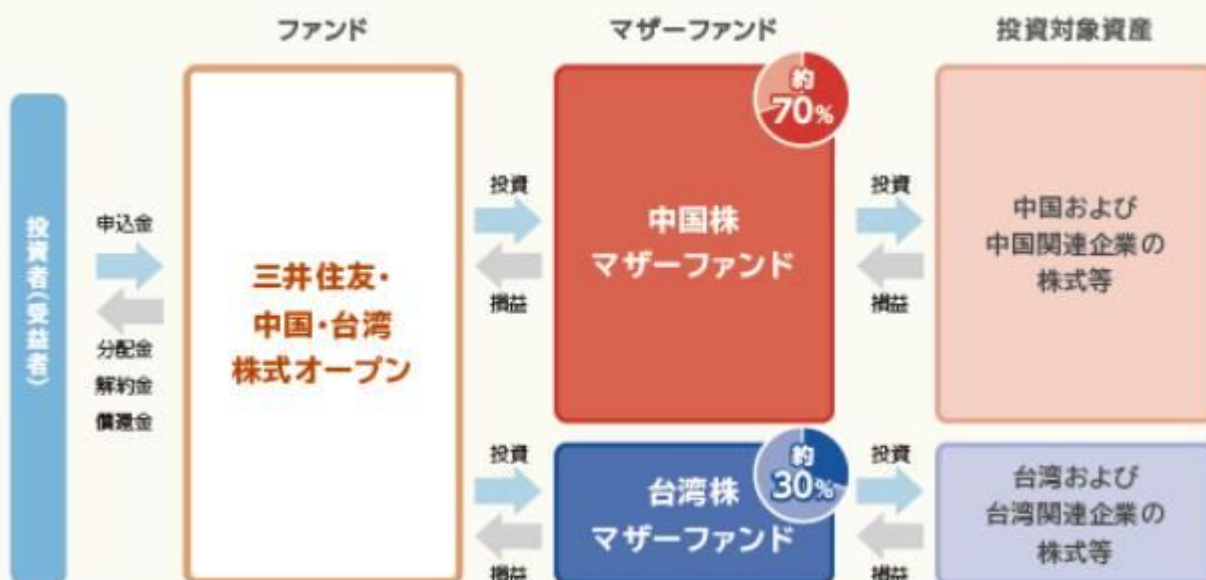 ファンド
マザーファンド
投資対象資産
投資者(受益者)
申込金
分配金
解約金
償還金
三井住友・
中国・台湾
株式オープン
投資
損益
約
70%
中国株
マザーファンド
投資
損益
中国および
中国関連企業の
株式等
投資
損益
約
30%
台湾株
マザーファンド
投資
損益
台湾および
台湾関連企業の
株式等